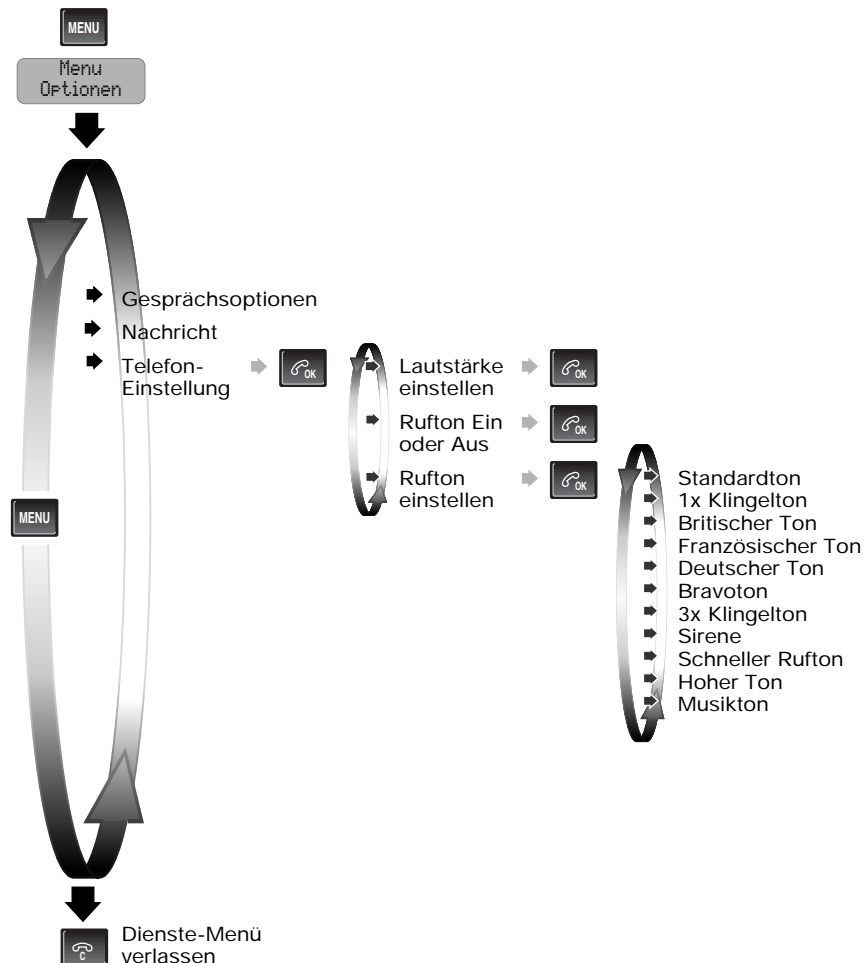 MENU
Menu
Optionen
Gesprächsoptionen
Nachricht
Telefon-
Einstellung
OK
Lautstärke
einstellen
OK
Rufton Ein
oder Aus
OK
Rufton
einstellen
OK
Standardton
1x Klingelton
Britischer Ton
Französischer Ton
Deutscher Ton
Bravoton
3x Klingelton
Sirene
Schneller Rufton
Hoher Ton
Musikton
MENU
C
Dienste-Menü
verlassen